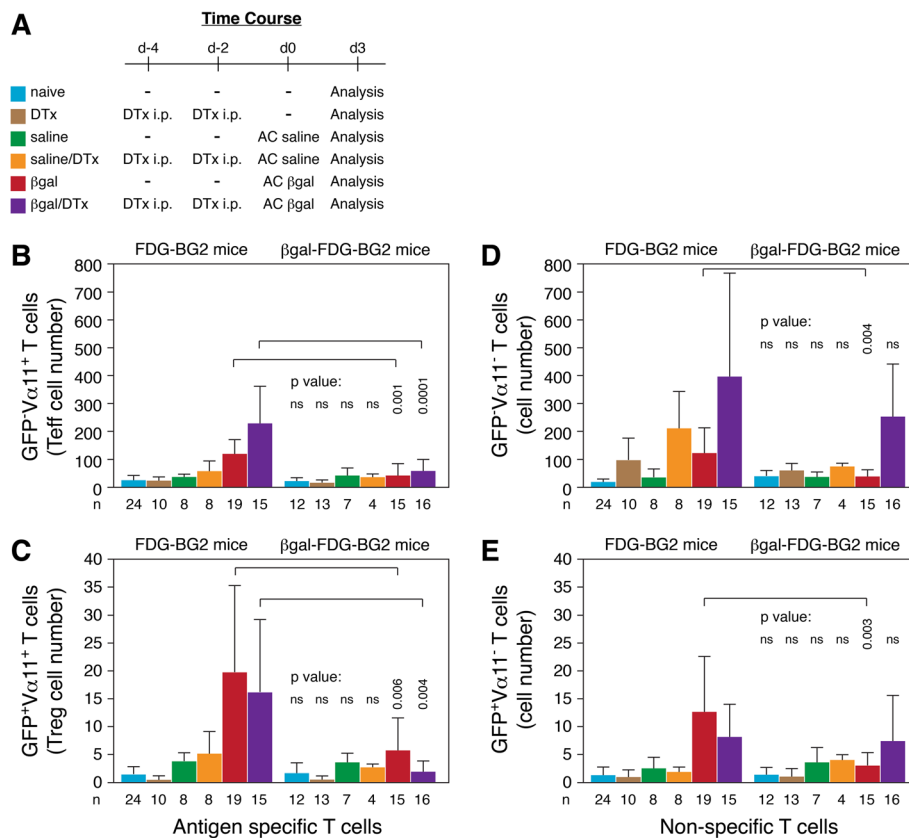 A
Time Course
d-4 d-2 d0 d3
naive - - - Analysis
DTx DTx i.p. DTx i.p. - Analysis
saline - - AC saline Analysis
saline/DTx DTx i.p. DTx i.p. AC saline Analysis
βgal - - AC βgal Analysis
βgal/DTx DTx i.p. DTx i.p. AC βgal Analysis
B
FDG-BG2 mice βgal-FDG-BG2 mice
GFP⁻Vα11⁺ T cells
(Teff cell number)
800
700
600
500
400
300
200
100
0
p value:
ns ns ns ns 0.001 0.0001
n 24 10 8 8 19 15 12 13 7 4 15 16
D
FDG-BG2 mice βgal-FDG-BG2 mice
GFP⁻Vα11⁻ T cells
(cell number)
800
700
600
500
400
300
200
100
0
p value:
ns ns ns ns 0.004 ns
24 10 8 8 19 15 12 13 7 4 15 16
C
FDG-BG2 mice βgal-FDG-BG2 mice
GFP⁺Vα11⁺ T cells
(Treg cell number)
40
35
30
25
20
15
10
5
0
p value:
ns ns ns ns 0.006 0.004
n 24 10 8 8 19 15 12 13 7 4 15 16
Antigen specific T cells
E
FDG-BG2 mice βgal-FDG-BG2 mice
GFP⁺Vα11⁻ T cells
(cell number)
40
35
30
25
20
15
10
5
0
p value:
ns ns ns ns 0.003 ns
n 24 10 8 8 19 15 12 13 7 4 15 16
Non-specific T cells